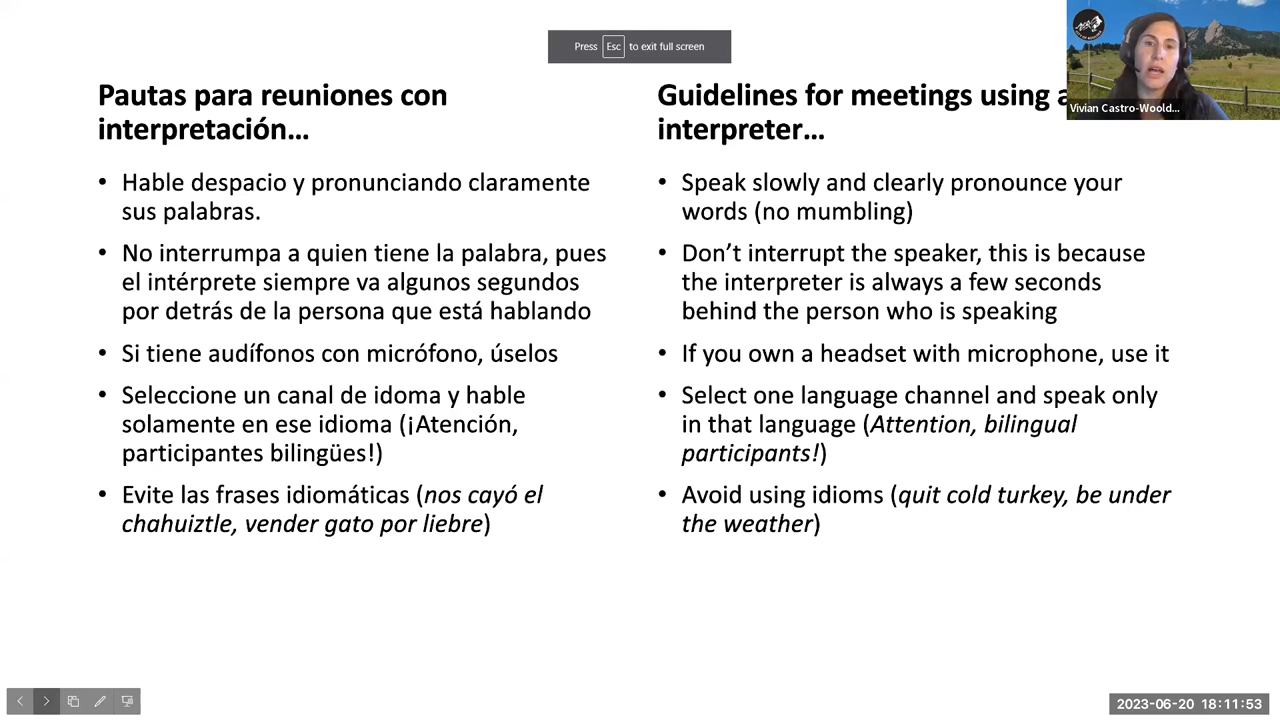 Press Esc to exit full screen
Pautas para reuniones con
interpretación...
• Hable despacio y pronunciando claramente
sus palabras.
• No interrumpa a quien tiene la palabra, pues
el intérprete siempre va algunos segundos
por detrás de la persona que está hablando
• Si tiene audífonos con micrófono, úselos
• Seleccione un canal de idoma y hable
solamente en ese idioma (¡Atención,
participantes bilingües!)
• Evite las frases idiomáticas (nos cayó el
chahuiztle, vender gato por liebre)
Guidelines for meetings using
interpreter...
• Speak slowly and clearly pronounce your
words (no mumbling)
• Don’t interrupt the speaker, this is because
the interpreter is always a few seconds
behind the person who is speaking
• If you own a headset with microphone, use it
• Select one language channel and speak only
in that language (Attention, bilingual
participants!)
• Avoid using idioms (quit cold turkey, be under
the weather)
Vivian Castro-Woold...
2023-06-20 18:11:53